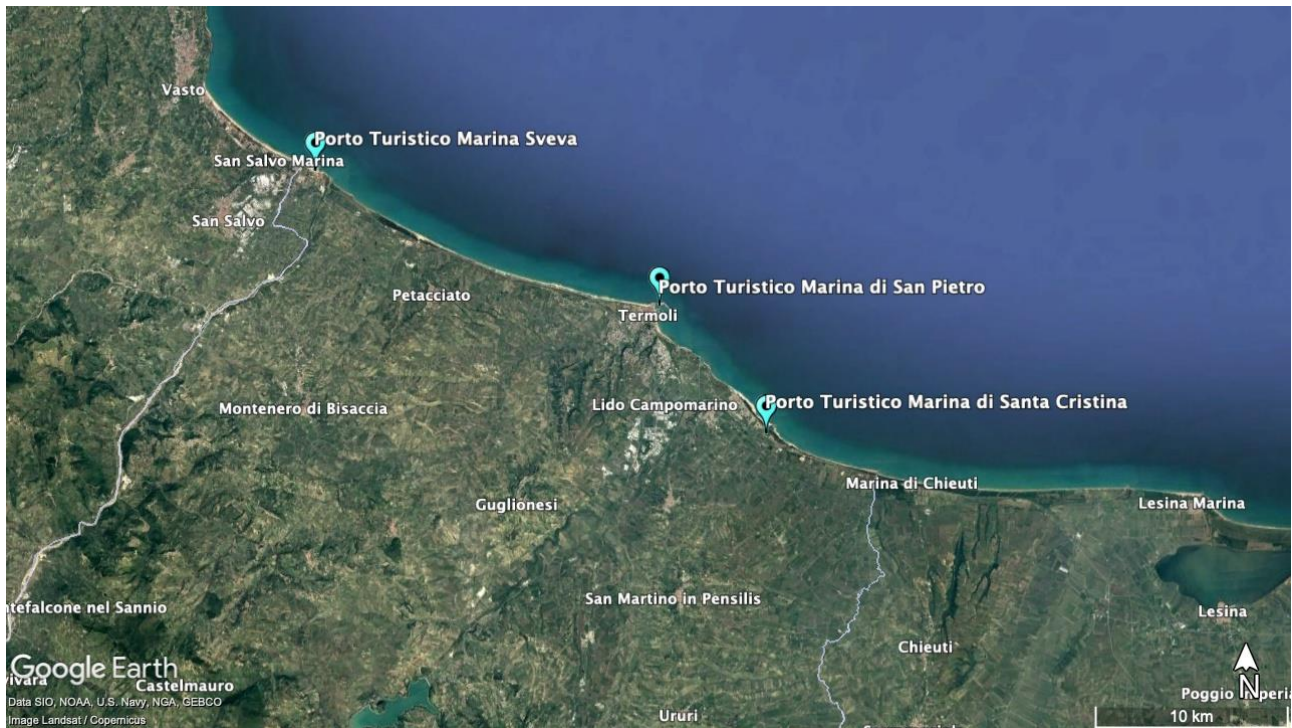 Vasto
Porto Turistico Marina Sveva
San Salvo Marina
San Salvo
Petacciato
Porto Turistico Marina di San Pietro
Termoli
Montenero di Bisaccia
Lido Campomarino
Porto Turistico Marina di Santa Cristina
Marina di Chieuti
Lesina Marina
Guglionesi
ntefalcone nel Sannio
San Martino in Pensilis
Lesina
Chieuti
Google Earth
vivara
Castelmauro
Data SIO, NOAA, U.S. Navy, NGA, GEBCO
Image Landsat / Copernicus
Ururi
N
Poggio
10 km